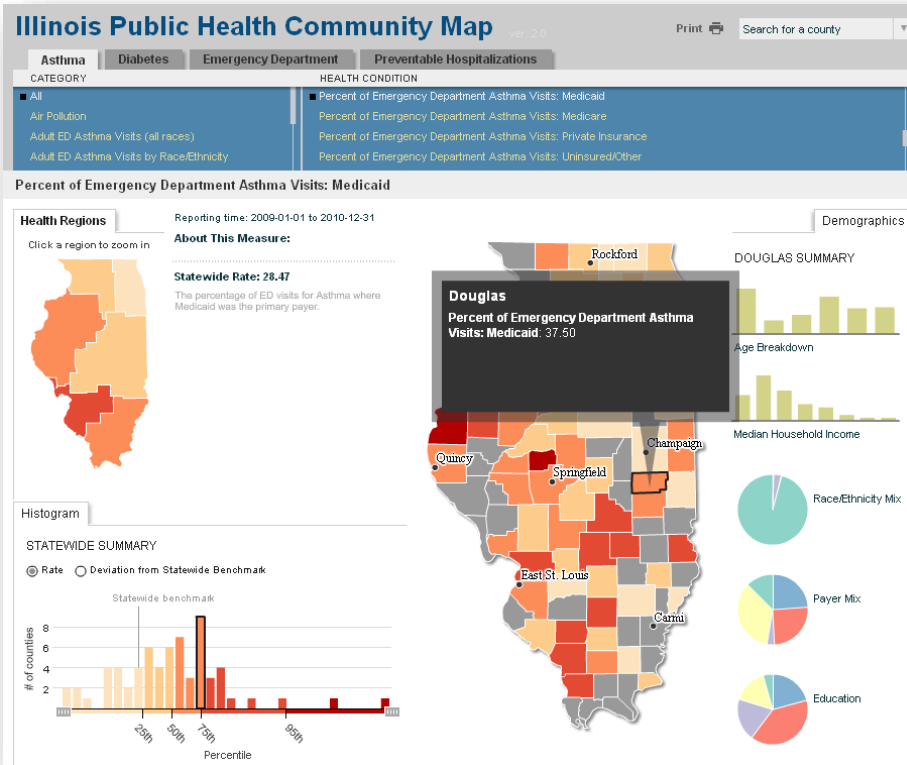 Illinois Public Health Community Map
ver. 2.0
Print
Search for a county
Asthma
Diabetes
Emergency Department
Preventable Hospitalizations
CATEGORY
HEALTH CONDITION
All
Air Pollution
Adult ED Asthma Visits (all races)
Adult ED Asthma Visits by Race/Ethnicity
Percent of Emergency Department Asthma Visits: Medicaid
Percent of Emergency Department Asthma Visits: Medicare
Percent of Emergency Department Asthma Visits: Private Insurance
Percent of Emergency Department Asthma Visits: Uninsured/Other
Percent of Emergency Department Asthma Visits: Medicaid
Health Regions
Click a region to zoom in
Reporting time: 2009-01-01 to 2010-12-31
About This Measure:
Statewide Rate: 28.47
The percentage of ED visits for Asthma where
Medicaid was the primary payer.
Rockford
Douglas
Percent of Emergency Department Asthma
Visits: Medicaid: 37.50
Champaign
Quincy
Springfield
East St. Louis
Carmi
Demographics
DOUGLAS SUMMARY
Age Breakdown
Median Household Income
Race/Ethnicity Mix
Payer Mix
Education
Histogram
STATEWIDE SUMMARY
Rate
Deviation from Statewide Benchmark
Statewide benchmark
# of counties
8
6
4
2
25th
50th
75th
95th
Percentile